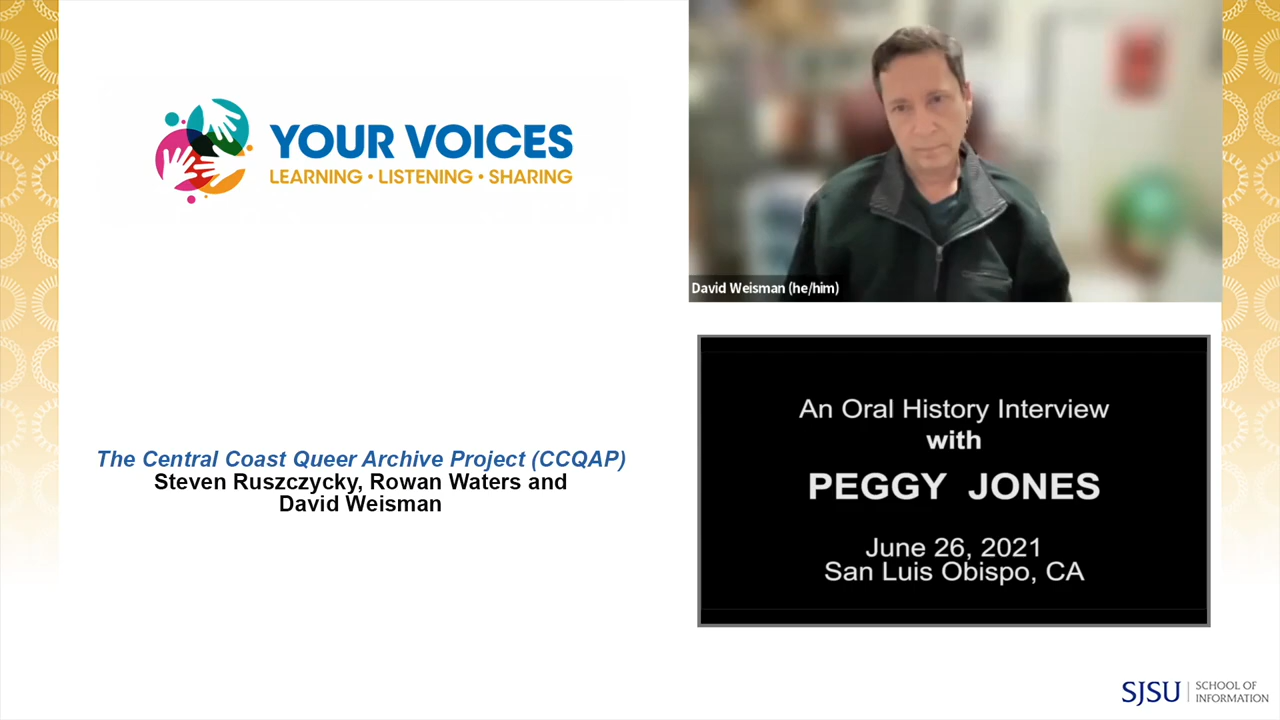 YOUR VOICES
LEARNING • LISTENING • SHARING
The Central Coast Queer Archive Project (CCQAP)
Steven Ruszczycky, Rowan Waters and
David Weisman
David Weisman (he/him)
An Oral History Interview
with
PEGGY JONES
June 26, 2021
San Luis Obispo, CA
SJSU
SCHOOL OF
INFORMATION